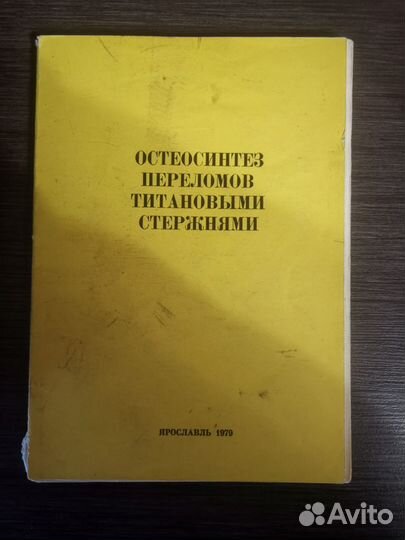 ОСТЕОСИНТЕЗ
ПЕРЕЛОМОВ
ТИТАНОВЫМИ
СТЕРЖНЯМИ
ЯРОСЛАВЛЬ 1979
Avito